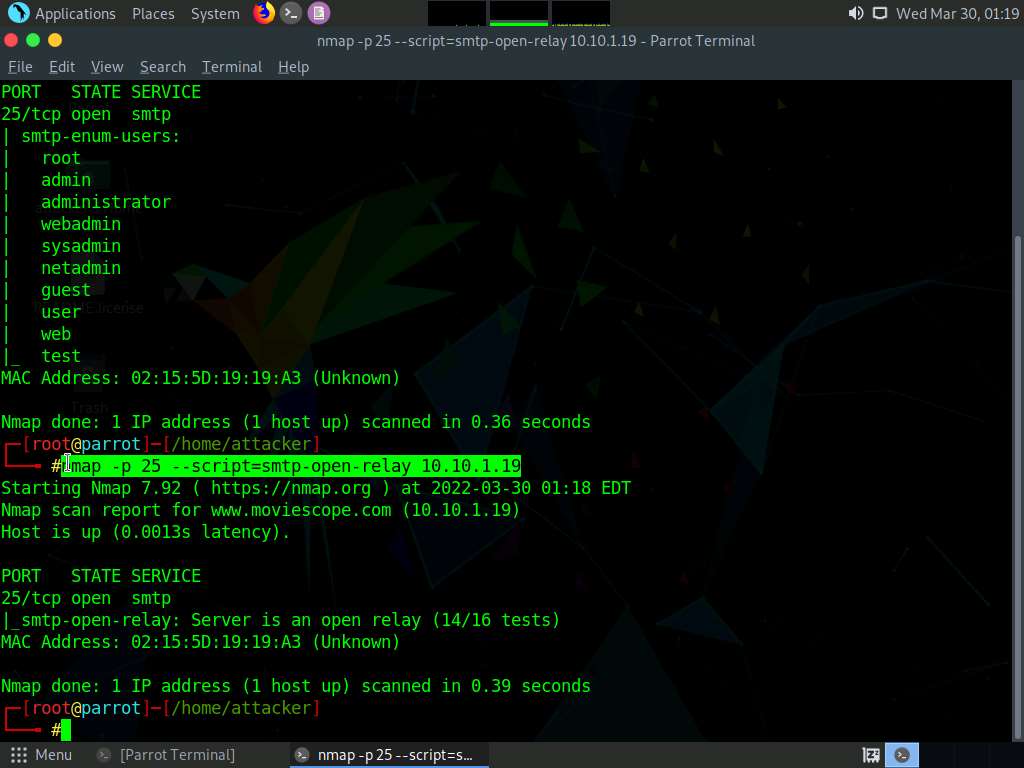 Applications Places System Wed Mar 30, 01:19
nmap -p 25 --script=smtp-open-relay 10.10.1.19 - Parrot Terminal
File Edit View Search Terminal Help
PORT   STATE SERVICE
25/tcp open  smtp
| smtp-enum-users:
|   root
|   admin
|   administrator
|   webadmin
|   sysadmin
|   netadmin
|   guest
|   user
|   web
|_  test
MAC Address: 02:15:5D:19:19:A3 (Unknown)
Nmap done: 1 IP address (1 host up) scanned in 0.36 seconds
┌─[root@parrot]─[/home/attacker]
└──╼ #nmap -p 25 --script=smtp-open-relay 10.10.1.19
Starting Nmap 7.92 ( https://nmap.org ) at 2022-03-30 01:18 EDT
Nmap scan report for www.moviescope.com (10.10.1.19)
Host is up (0.0013s latency).
PORT   STATE SERVICE
25/tcp open  smtp
|_smtp-open-relay: Server is an open relay (14/16 tests)
MAC Address: 02:15:5D:19:19:A3 (Unknown)
Nmap done: 1 IP address (1 host up) scanned in 0.39 seconds
┌─[root@parrot]─[/home/attacker]
└──╼ #
Menu [Parrot Terminal] nmap -p 25 --script=s...